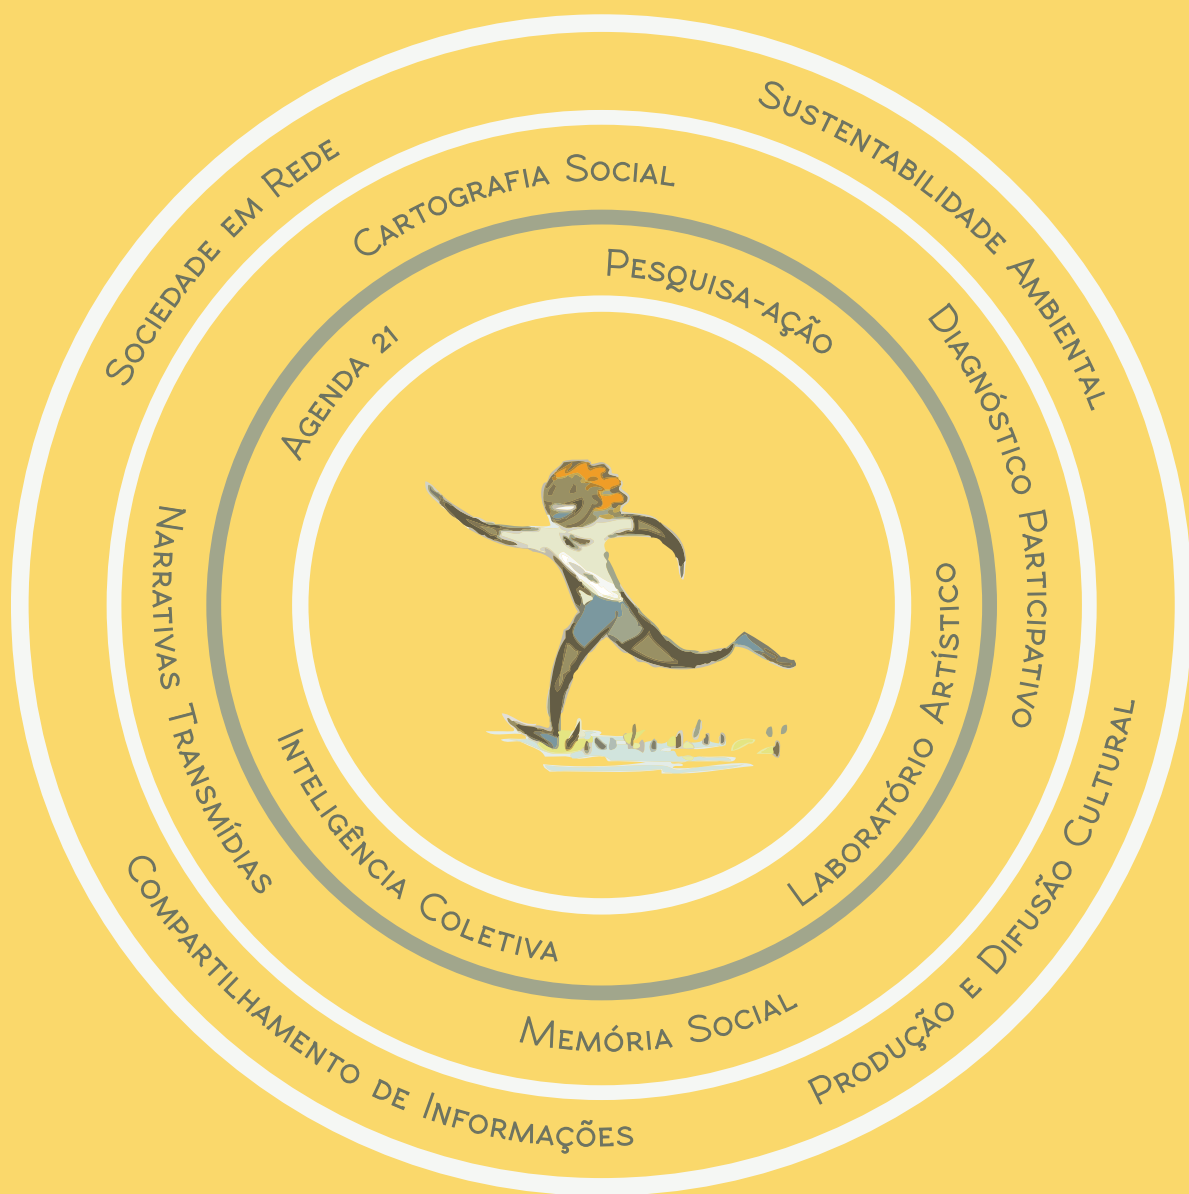 Sociedade em Rede
Sustentabilidade Ambiental
Produção e Difusão Cultural
Compartilhamento de Informações
Cartografia Social
Diagnóstico Participativo
Memória Social
Narrativas Transmídias
Agenda 21
Pesquisa-ação
Laboratório Artístico
Inteligência Coletiva